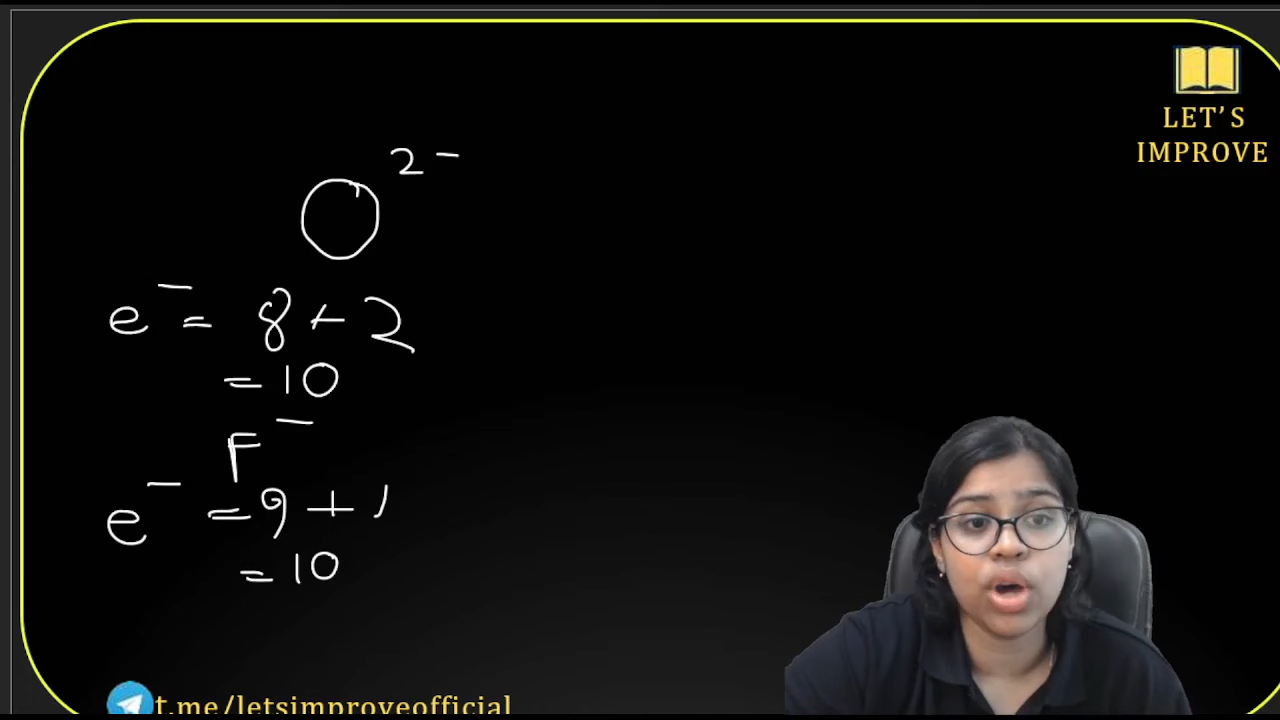 LET'S
IMPROVE
O²⁻
e⁻ = 8 + 2
= 10
F⁻
e⁻ = 9 + 1
= 10
t.me/letsimproveofficial